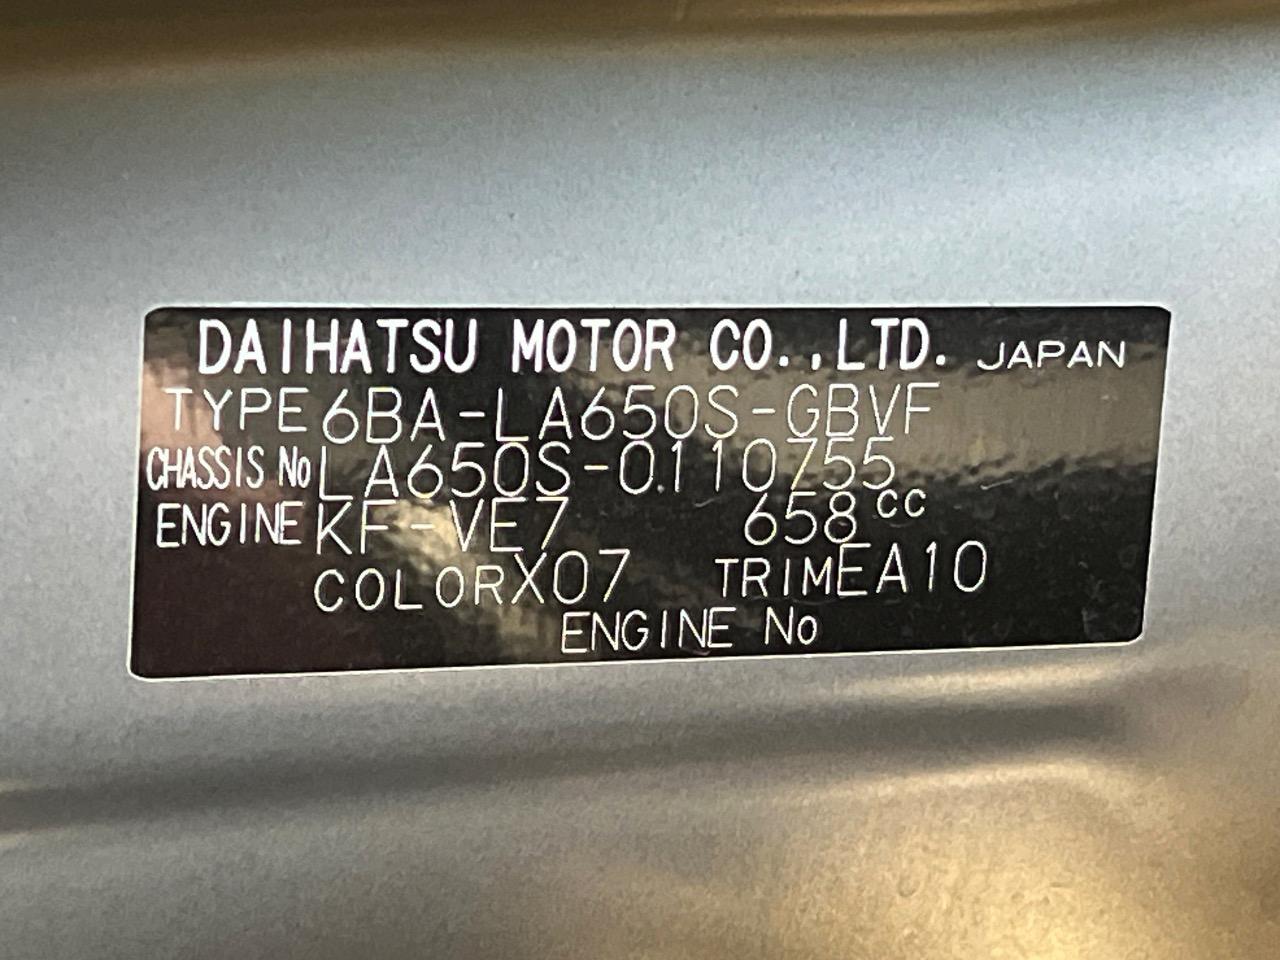 DAIHATSU MOTOR CO.,LTD. JAPAN
TYPE 6BA-LA650S-GBVF
CHASSIS No LA650S-0110755
ENGINE KF-VE7 658cc
COLOR X07 TRIM EA10
ENGINE No